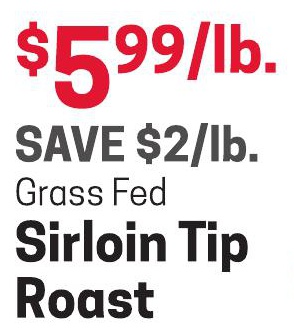 $5.99/lb.
SAVE $2/lb.
Grass Fed
Sirloin Tip
Roast